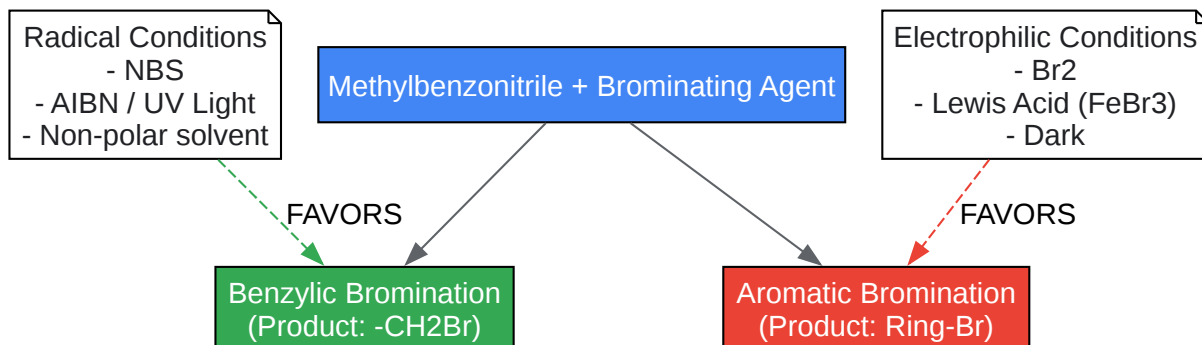 Radical Conditions
- NBS
- AIBN / UV Light
- Non-polar solvent
Methylbenzonitrile + Brominating Agent
Electrophilic Conditions
- Br2
- Lewis Acid (FeBr3)
- Dark
FAVORS
FAVORS
Benzylic Bromination
(Product: -CH2Br)
Aromatic Bromination
(Product: Ring-Br)